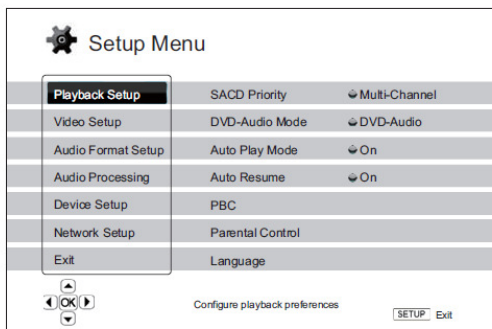 Setup Menu
Playback Setup SACD Priority Multi-Channel
Video Setup DVD-Audio Mode DVD-Audio
Audio Format Setup Auto Play Mode On
Audio Processing Auto Resume On
Device Setup PBC
Network Setup Parental Control
Exit Language
OK Configure playback preferences SETUP Exit